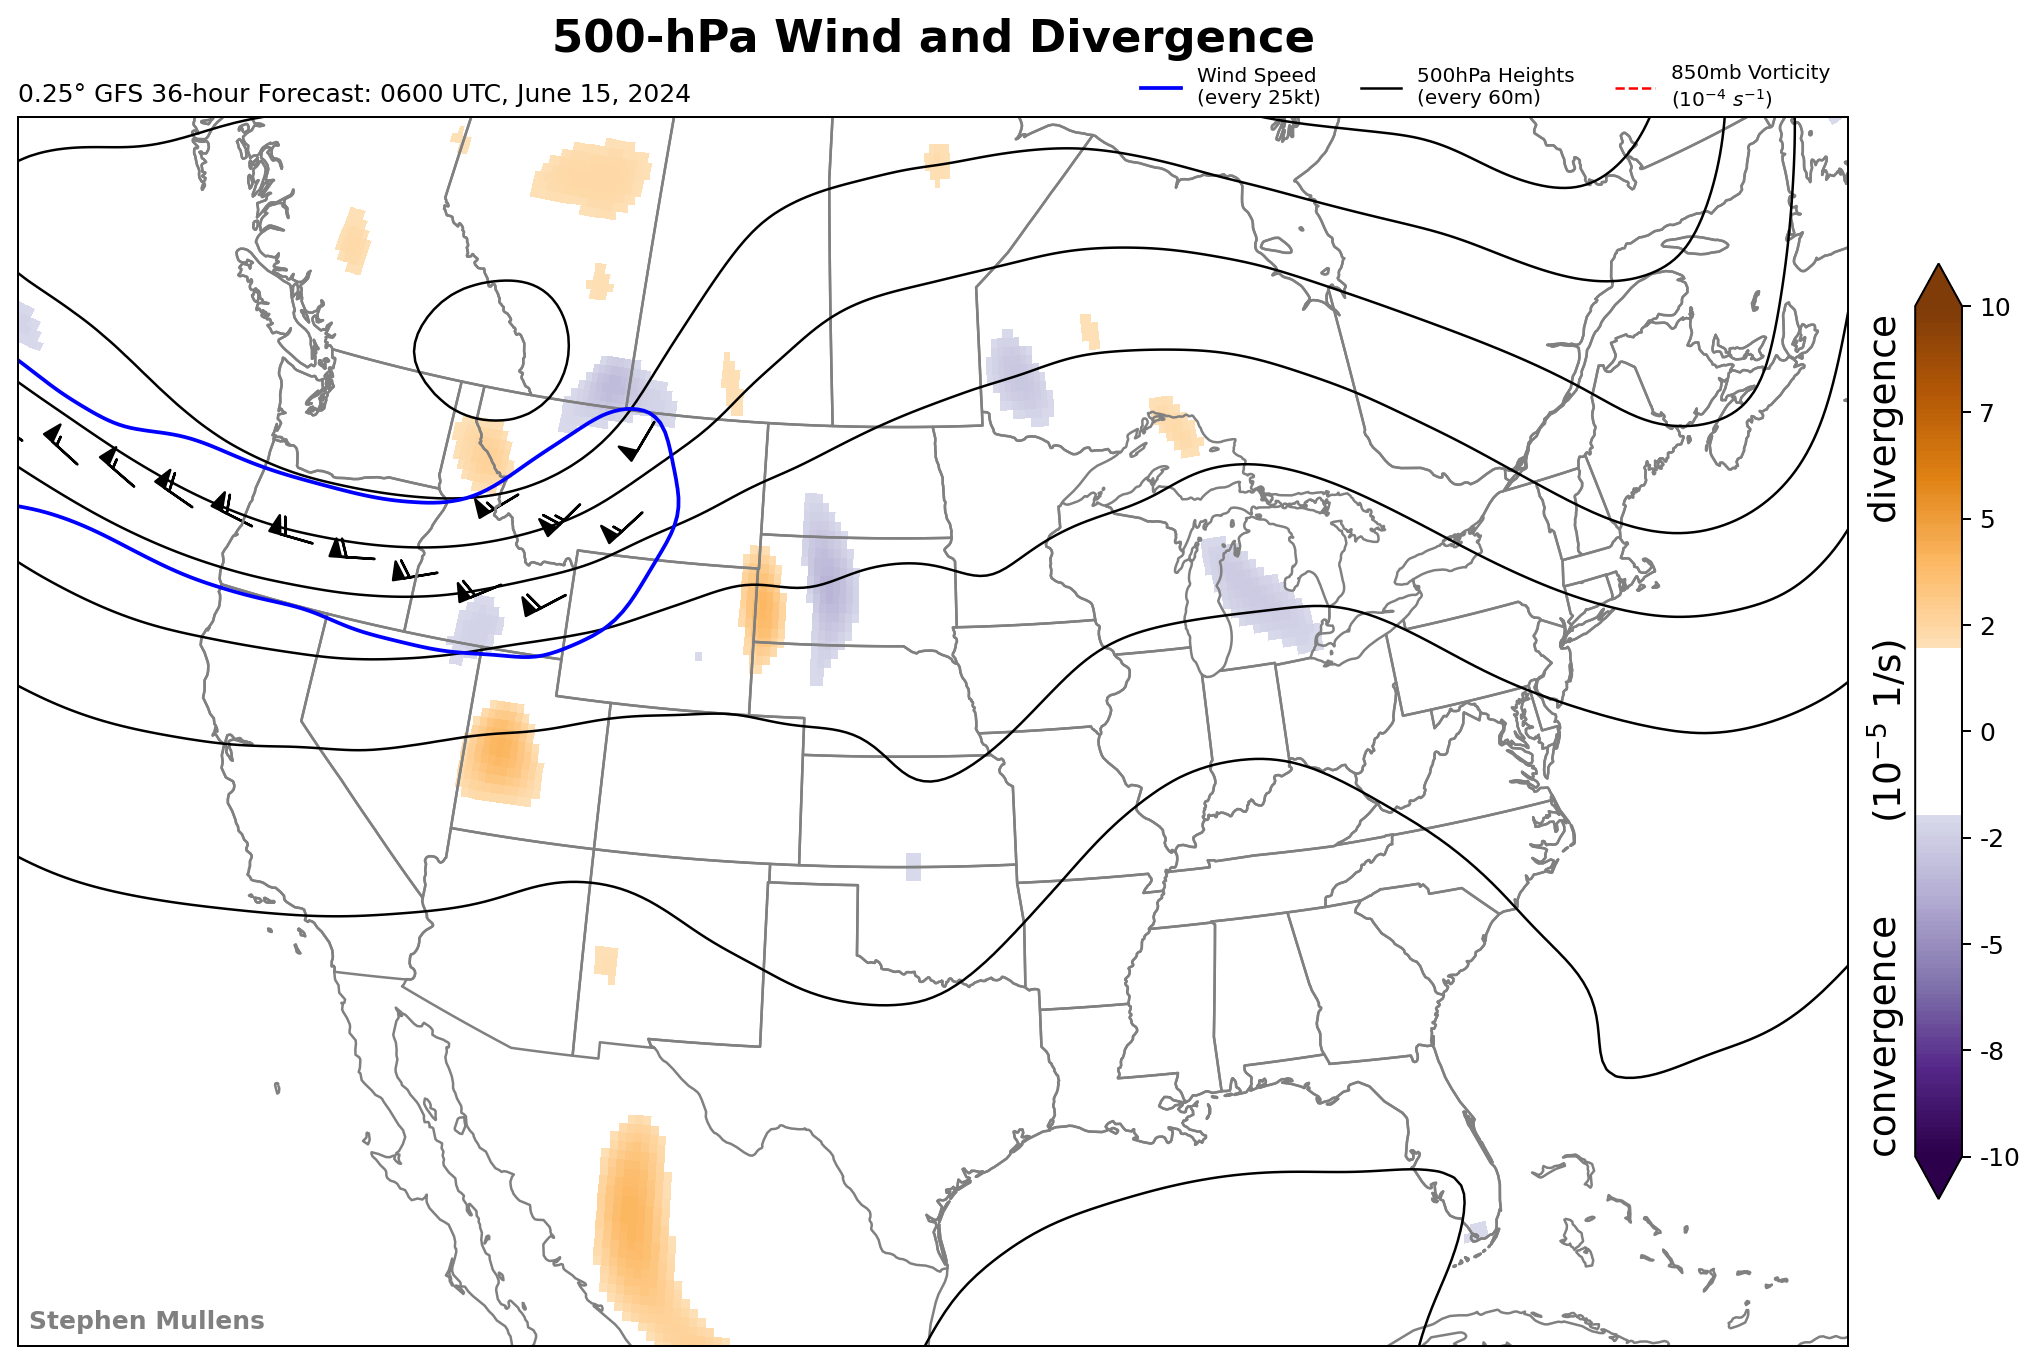 500-hPa Wind and Divergence
0.25° GFS 36-hour Forecast: 0600 UTC, June 15, 2024
Wind Speed
(every 25kt)
500hPa Heights
(every 60m)
850mb Vorticity
(10⁻⁴ s⁻¹)
10
7
5
2
0
-2
-5
-8
-10
convergence (10⁻⁵ 1/s) divergence
Stephen Mullens